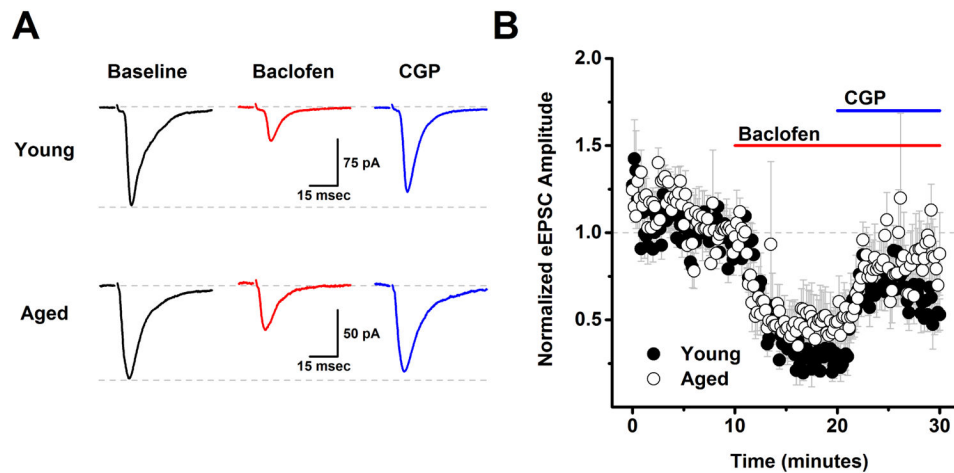 A
Baseline
Baclofen
CGP
Young
75 pA
15 msec
Aged
50 pA
15 msec
B
Normalized eEPSC Amplitude
2.0
1.5
1.0
0.5
CGP
Baclofen
Young
Aged
0
10
20
30
Time (minutes)